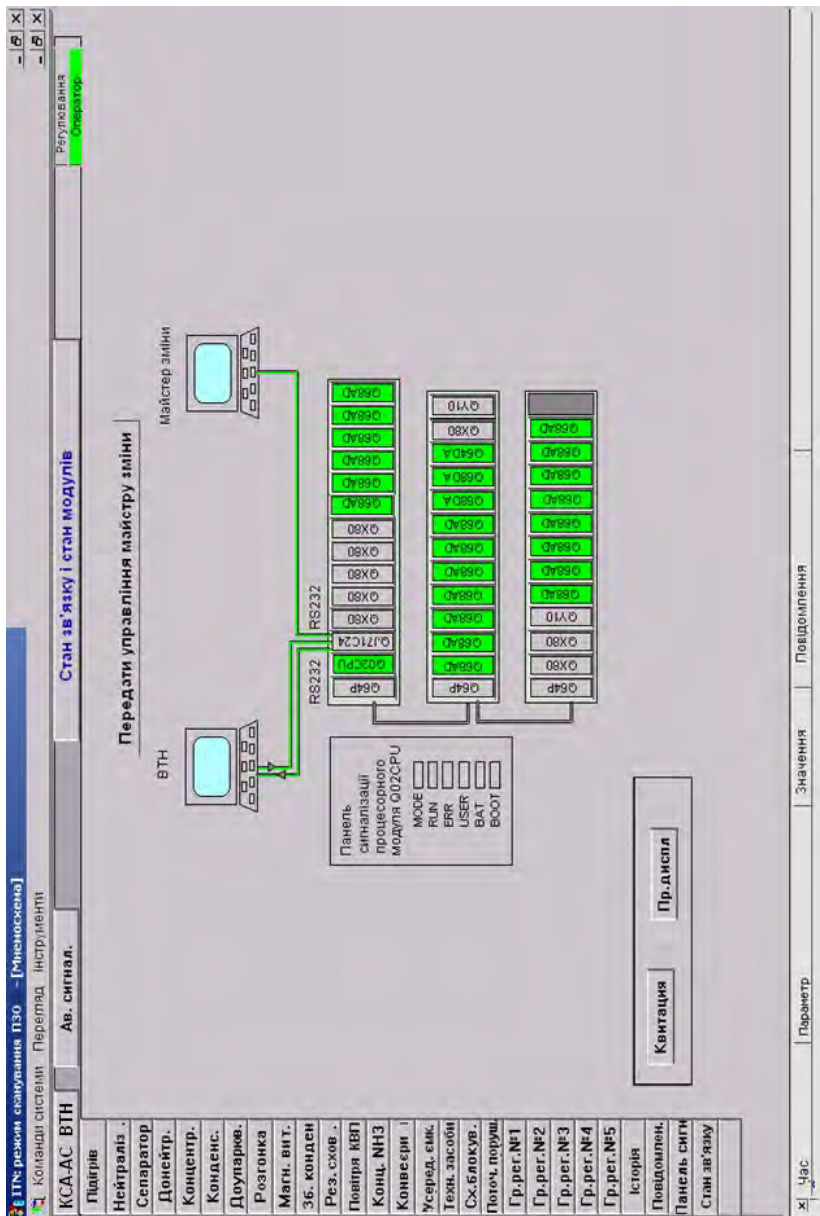 ITN: режим сканування ПЗО - [Мнемосхема]
Команди системи Перегляд Інструменти
КСА-АС ВТН
Ав. сигнал.
Стан зв'язку і стан модулів
Регулювання
Оператор
Підігрів
Нейтраліз .
Сепаратор
Донейтр.
Концентр.
Конденс.
Доупарюв.
Розгонка
Магн. вит.
Зб. конден
Рез. схов .
Повітря КВП
Конц. NH3
Конвеєри і
Усеред. ємк.
Техн. засоби
Сх.блокув.
Поточ. поруш
Гр.рег.№1
Гр.рег.№2
Гр.рег.№3
Гр.рег.№4
Гр.рег.№5
Історія
Повідомлен.
Панель сигн
Стан зв'язку
Передати управління майстру зміни
ВТН
Майстер зміни
RS232
RS232
Q64P Q02CPU QJ71C24 QX80 QX80 QX80 QX80 QX80 Q68AD Q68AD Q68AD Q68AD Q68AD
Q64P Q68AD Q68AD Q68AD Q68AD Q68AD Q68AD Q68DA Q68DA Q64DA QX80 QY10
Q64P QX80 QX80 QY10 Q68AD Q68AD Q68AD Q68AD Q68AD Q68AD Q68AD Q68AD
Панель
сигналізації
процесорного
модуля Q02CPU
MODE
RUN
ERR
USER
BAT
BOOT
Квитация
Пр.диспл
Час
Параметр
Значення
Повідомлення